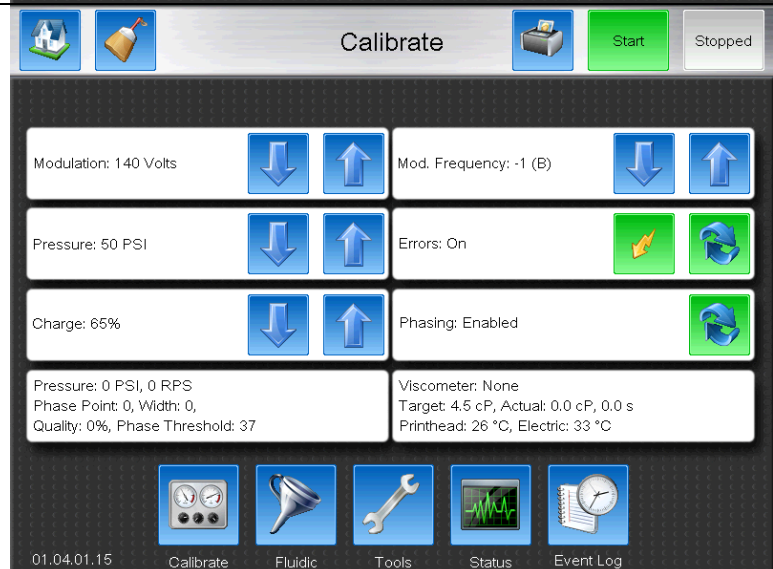 Calibrate
Start
Stopped
Modulation: 140 Volts
Mod. Frequency: -1 (B)
Pressure: 50 PSI
Errors: On
Charge: 65%
Phasing: Enabled
Pressure: 0 PSI, 0 RPS
Phase Point: 0, Width: 0,
Quality: 0%, Phase Threshold: 37
Viscometer: None
Target: 4.5 cP, Actual: 0.0 cP, 0.0 s
Printhead: 26 °C, Electric: 33 °C
01.04.01.15
Calibrate
Fluidic
Tools
Status
Event Log